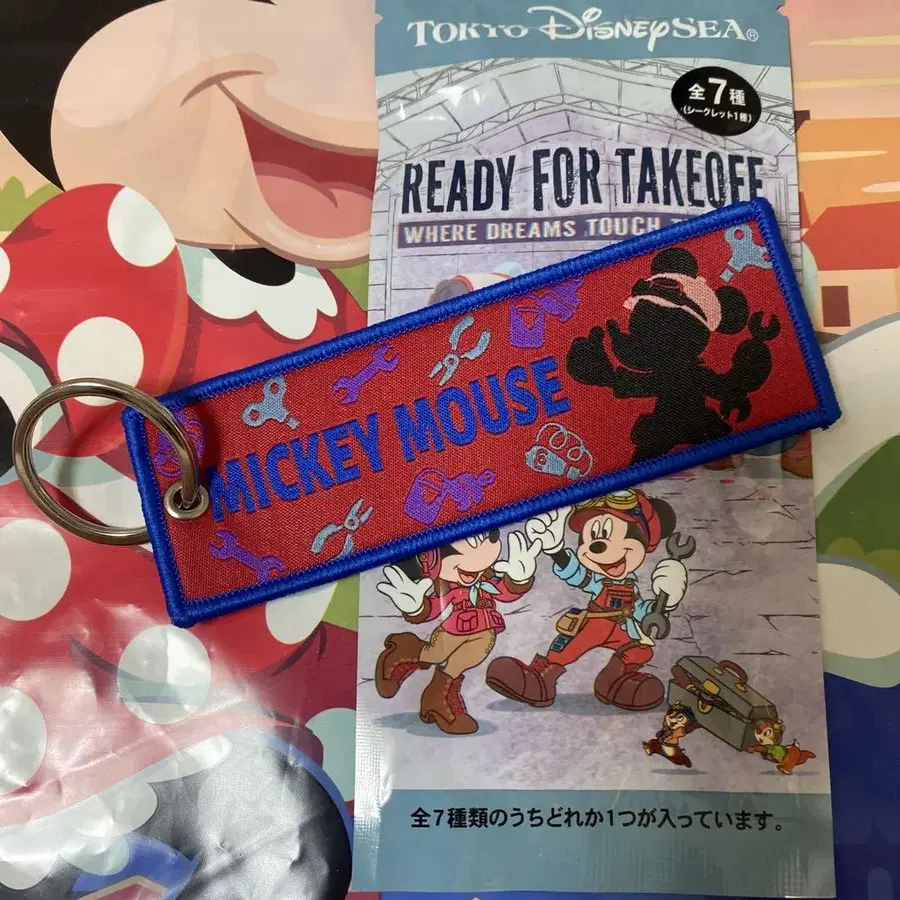 TOKYO DISNEY SEA®
全7種
(シークレット1種)
READY FOR TAKEOFF
WHERE DREAMS TOUCH
MICKEY MOUSE
全7種類のうちどれか1つが入っています。